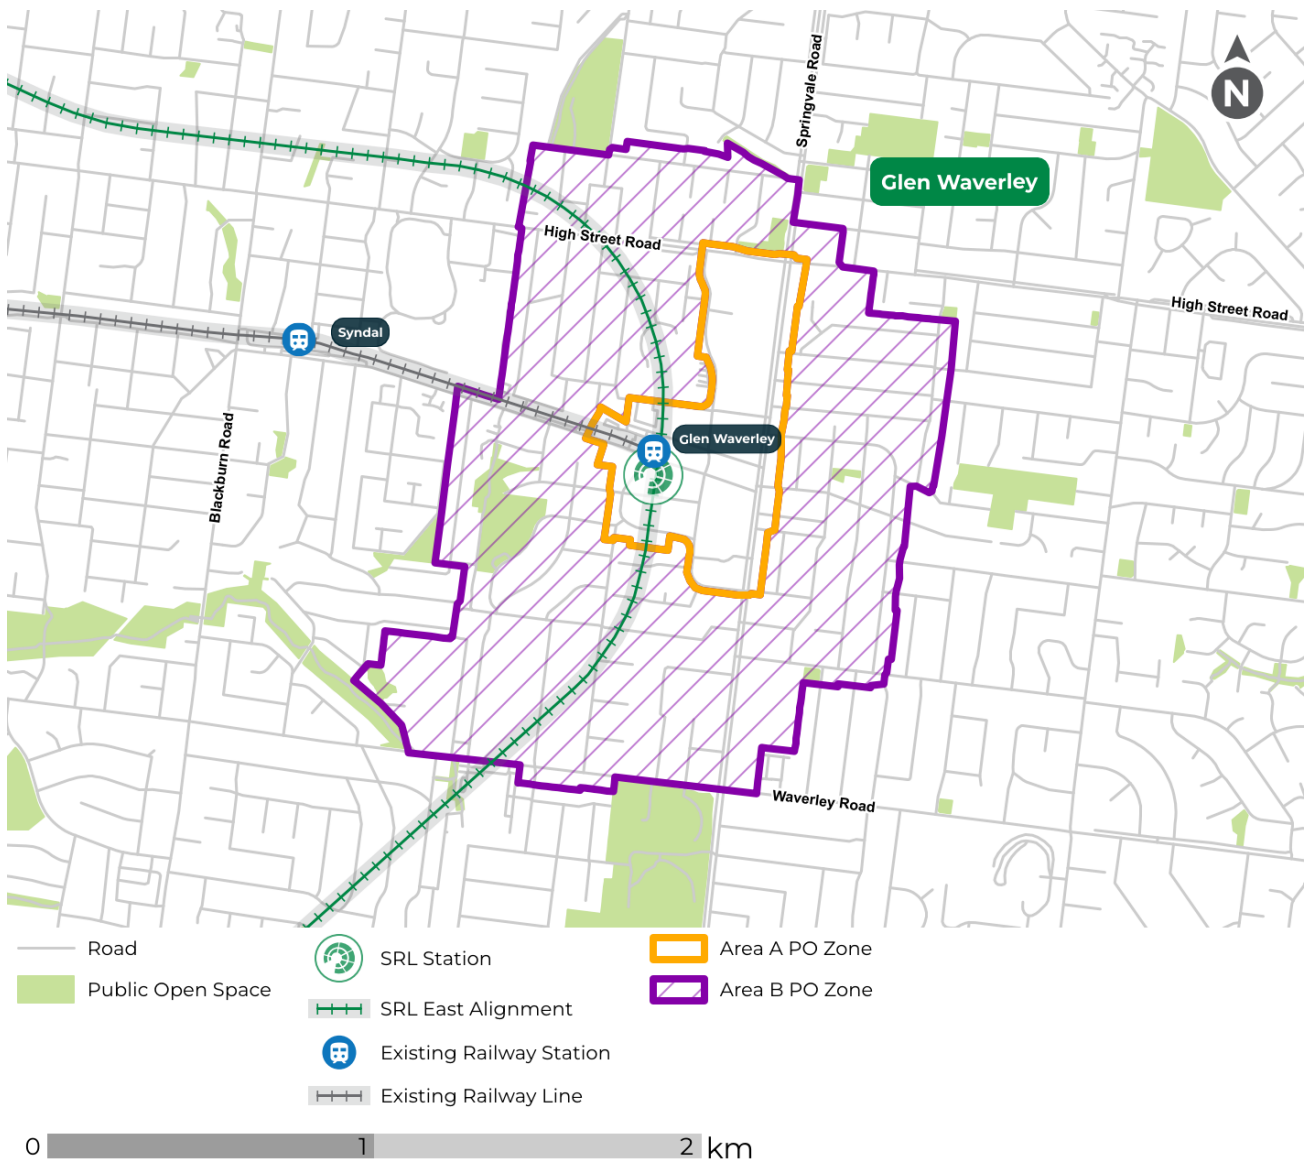 Springvale Road
N
Glen Waverley
High Street Road
High Street Road
Syndal
Blackburn Road
Glen Waverley
Waverley Road
Road
Public Open Space
SRL Station
SRL East Alignment
Existing Railway Station
Existing Railway Line
Area A PO Zone
Area B PO Zone
0 1 2 km